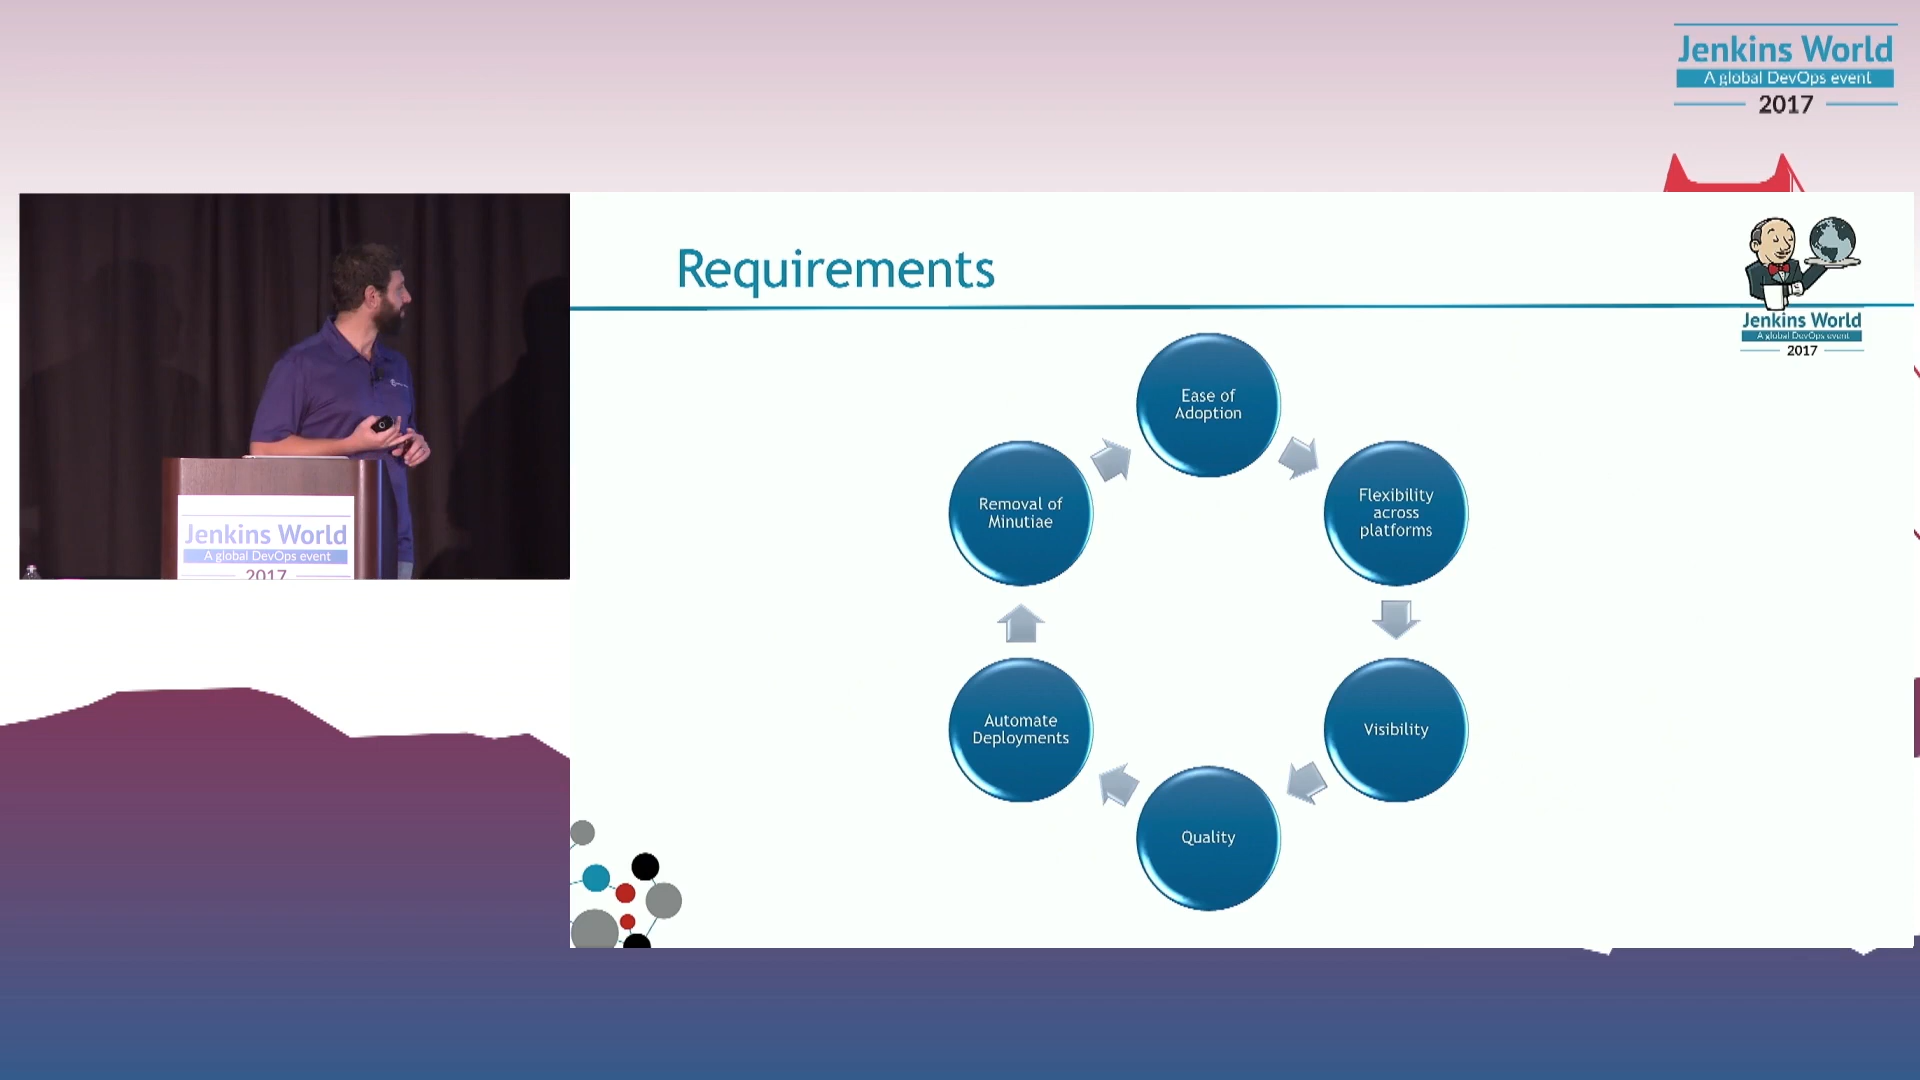 Jenkins World
A global DevOps event
2017
Requirements
Jenkins World
A global DevOps event
2017
Ease of
Adoption
Flexibility
across
platforms
Visibility
Quality
Automate
Deployments
Removal of
Minutiae
Jenkins World
A global DevOps event
2017